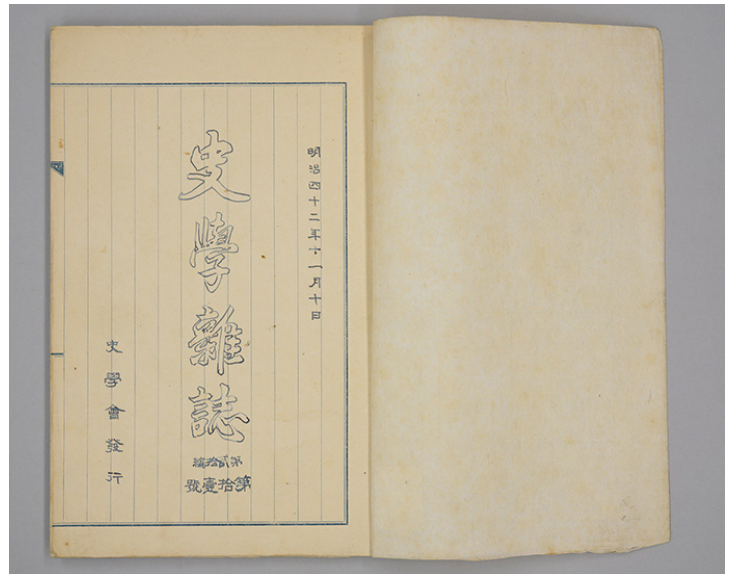 明治四十二年十一月十日
史學雜誌
第貳拾編
第拾壹號
史學會發行